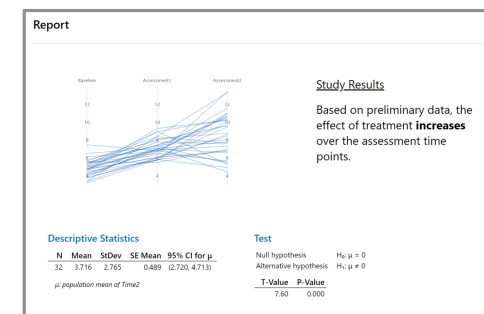 Report
Baseline Assessment1 Assessment2
12 12 12
10 10 10
8 8 8
6 6 6
4 4 4
Study Results
Based on preliminary data, the
effect of treatment increases
over the assessment time
points.
Descriptive Statistics
N Mean StDev SE Mean 95% CI for μ
32 3.716 2.765 0.489 (2.720, 4.713)
μ: population mean of Time2
Test
Null hypothesis H₀: μ = 0
Alternative hypothesis H₁: μ ≠ 0
T-Value P-Value
7.60 0.000